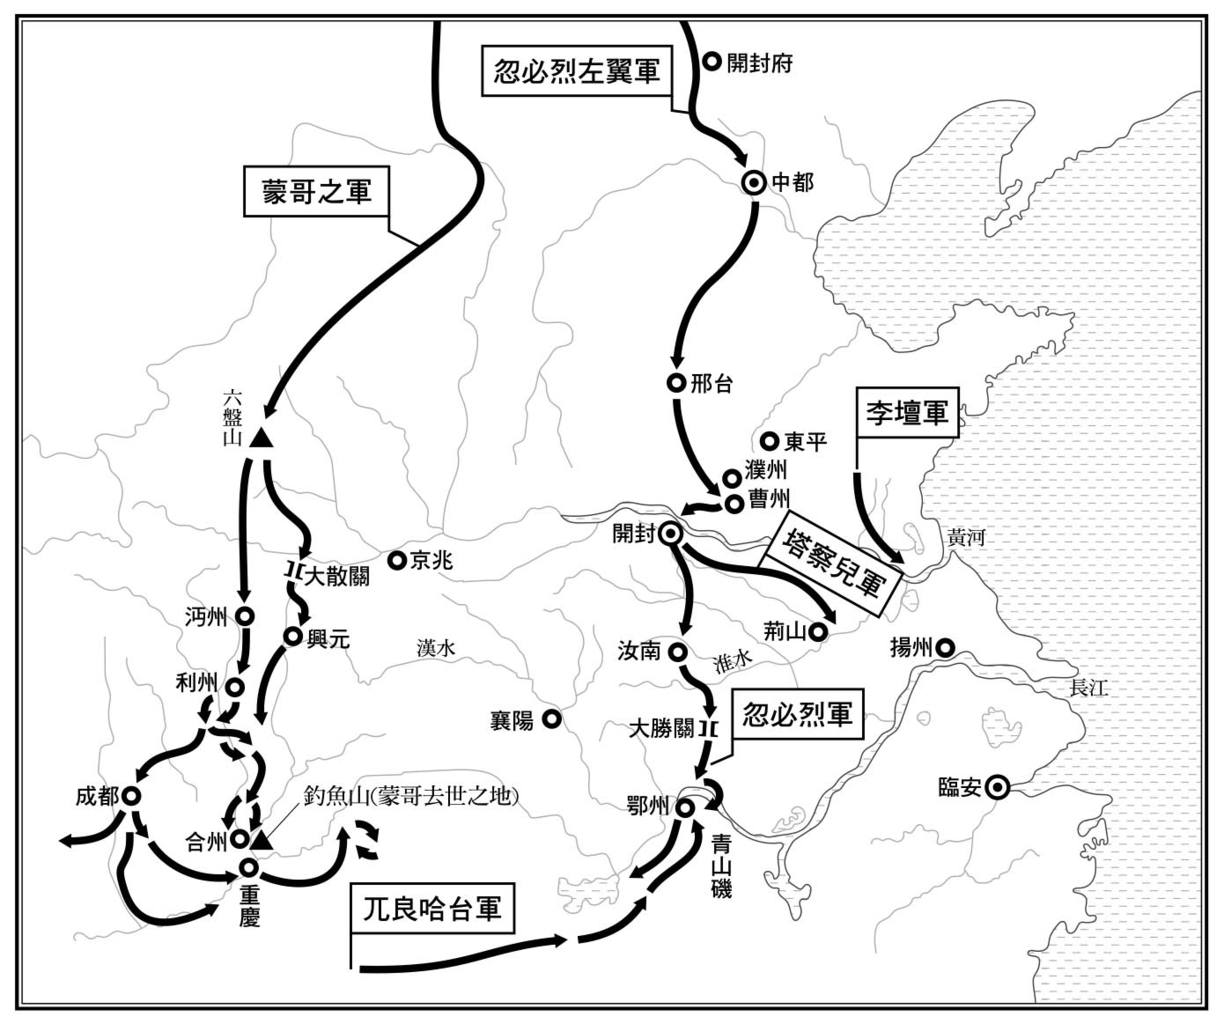 忽必烈左翼軍
開封府
蒙哥之軍
中都
六盤山
邢台
李壇軍
東平
濮州
曹州
開封
黃河
塔察兒軍
京兆
大散關
沔州
興元
荊山
揚州
漢水
汝南
淮水
利州
長江
襄陽
大勝關
忽必烈軍
成都
釣魚山(蒙哥去世之地)
臨安
鄂州
合州
青山磯
重慶
兀良哈台軍